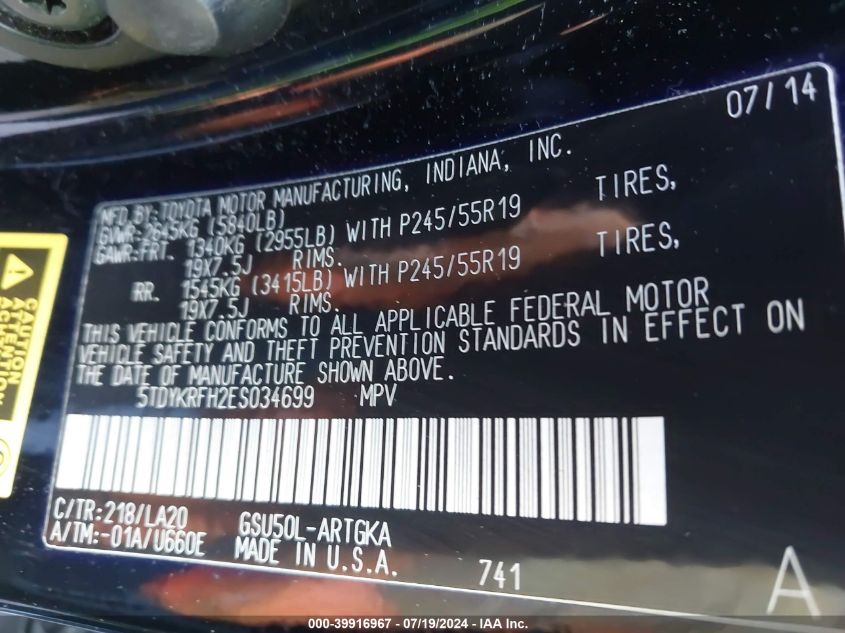 07/14
MFD.BY:TOYOTA MOTOR MANUFACTURING, INDIANA, INC.
GVWR:2645KG (5840LB)
GAWR:FRT. 1340KG (2955LB) WITH P245/55R19 TIRES,
19X7.5J RIMS.
RR. 1545KG (3415LB) WITH P245/55R19 TIRES,
19X7.5J RIMS.
THIS VEHICLE CONFORMS TO ALL APPLICABLE FEDERAL MOTOR
VEHICLE SAFETY AND THEFT PREVENTION STANDARDS IN EFFECT ON
THE DATE OF MANUFACTURE SHOWN ABOVE.
5TDYKRFH2ES034699 MPV
C/TR:218/LA20 GSU50L-ARTGKA
A/TM:-01A/U660E MADE IN U.S.A.
741
A
CAUTION
ATTENTION
000-39916967 / 07/19/2024 / IAA Inc.